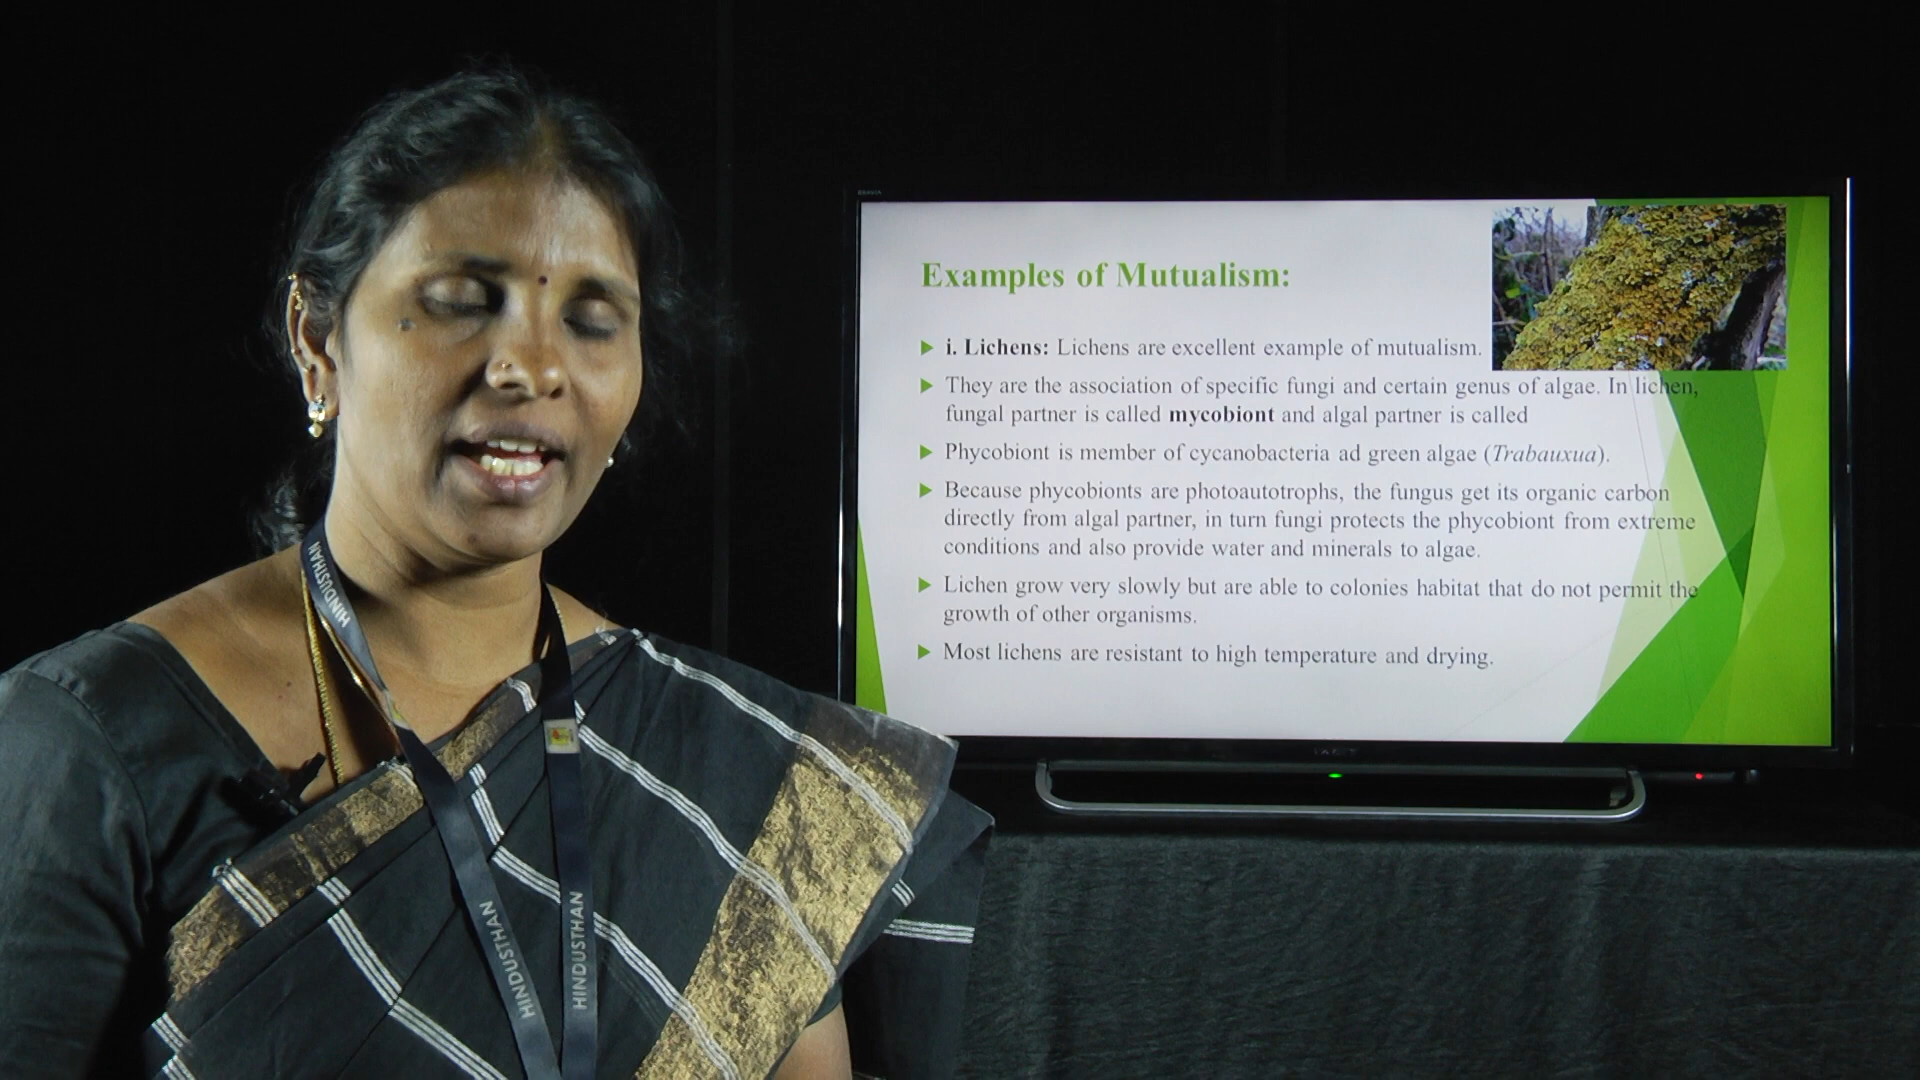 BRAVIA
Examples of Mutualism:
i. Lichens: Lichens are excellent example of mutualism.
They are the association of specific fungi and certain genus of algae. In lichen,
fungal partner is called mycobiont and algal partner is called
Phycobiont is member of cycanobacteria ad green algae (Trabauxua).
Because phycobionts are photoautotrophs, the fungus get its organic carbon
directly from algal partner, in turn fungi protects the phycobiont from extreme
conditions and also provide water and minerals to algae.
Lichen grow very slowly but are able to colonies habitat that do not permit the
growth of other organisms.
Most lichens are resistant to high temperature and drying.
HINDUSTHAN
HINDUSTHAN
HINDUSTHAN